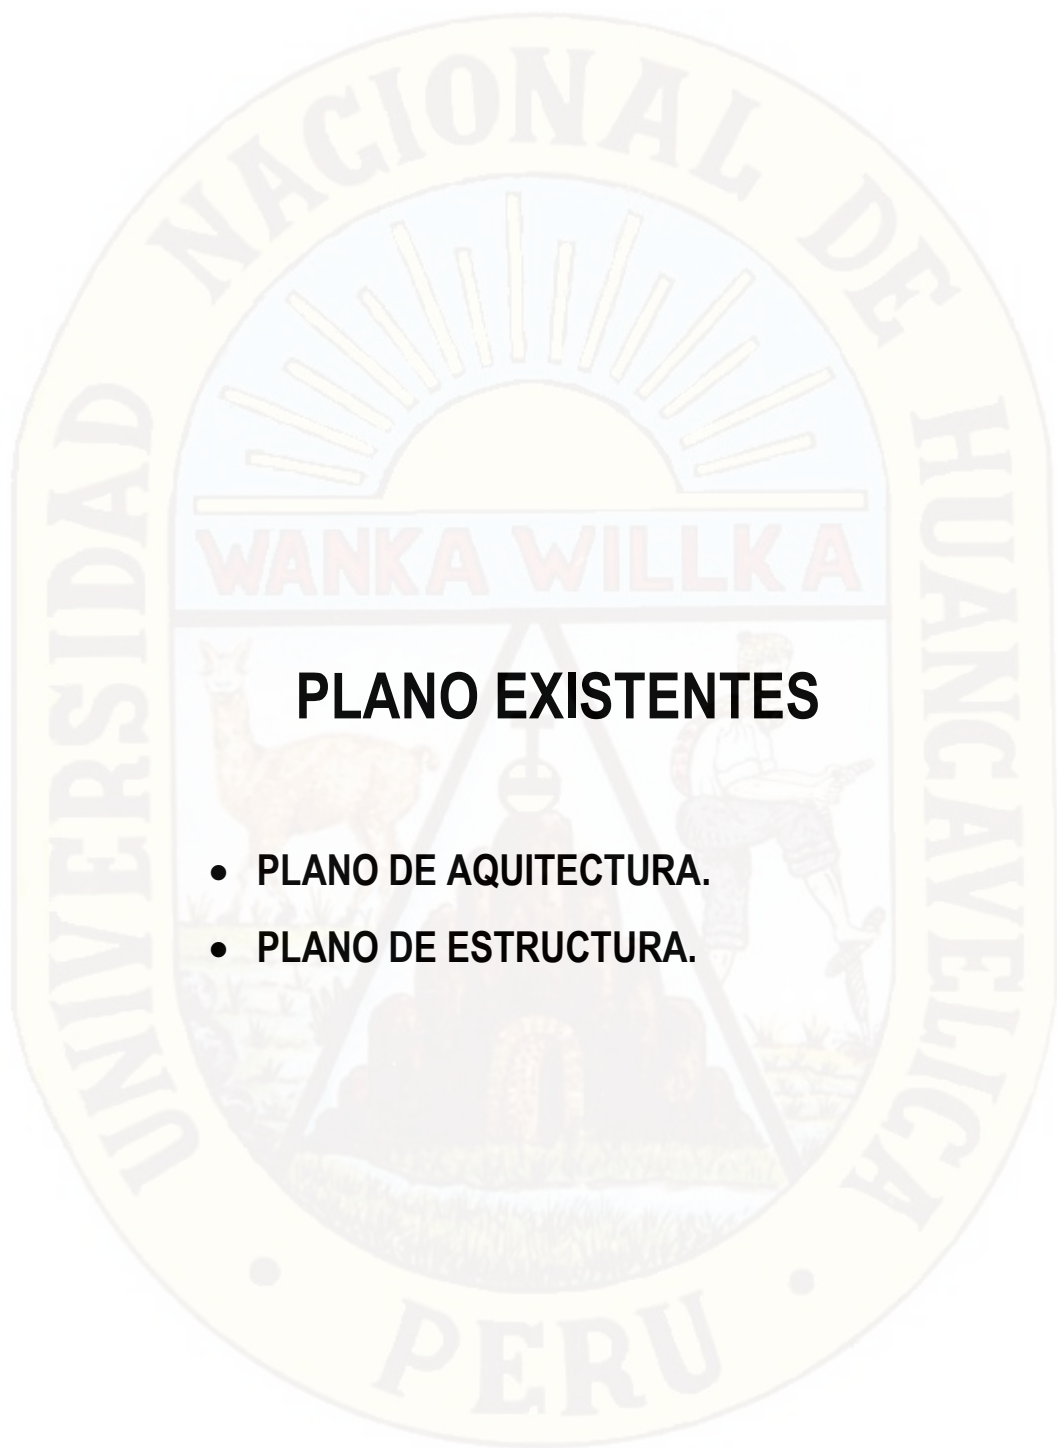 UNIVERSIDAD NACIONAL DE HUANCAVELICA
WANKA WILLKA
PLANO EXISTENTES
• PLANO DE AQUITECTURA.
• PLANO DE ESTRUCTURA.
• PERU •